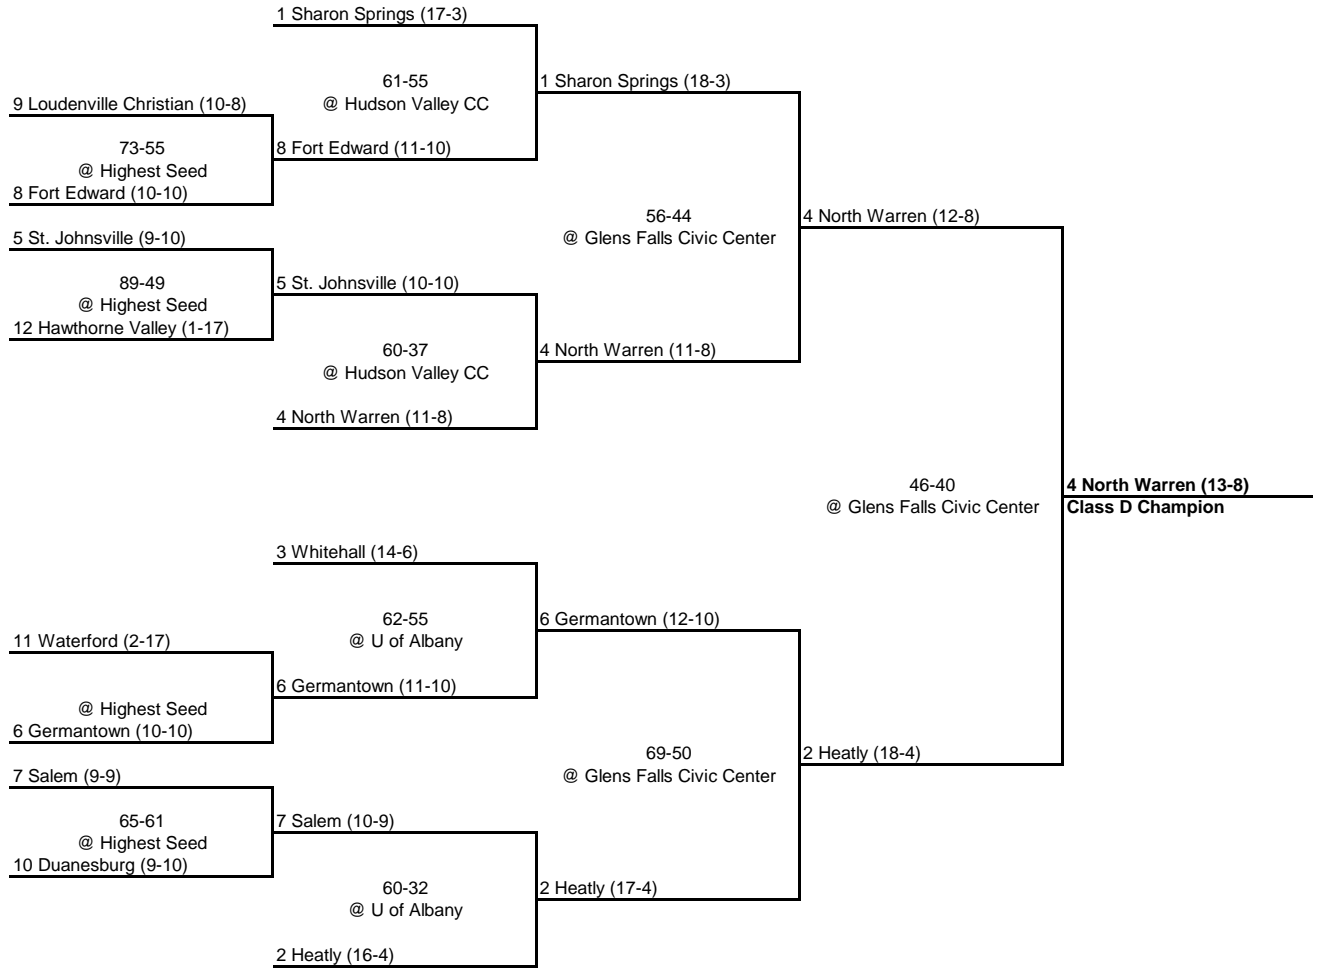 1 Sharon Springs (17-3)
61-55
@ Hudson Valley CC
1 Sharon Springs (18-3)
9 Loudenville Christian (10-8)
73-55
@ Highest Seed
8 Fort Edward (11-10)
8 Fort Edward (10-10)
56-44
@ Glens Falls Civic Center
4 North Warren (12-8)
5 St. Johnsville (9-10)
89-49
@ Highest Seed
5 St. Johnsville (10-10)
12 Hawthorne Valley (1-17)
60-37
@ Hudson Valley CC
4 North Warren (11-8)
4 North Warren (11-8)
46-40
@ Glens Falls Civic Center
4 North Warren (13-8)
Class D Champion
3 Whitehall (14-6)
62-55
@ U of Albany
6 Germantown (12-10)
11 Waterford (2-17)
@ Highest Seed
6 Germantown (11-10)
6 Germantown (10-10)
69-50
@ Glens Falls Civic Center
2 Heatly (18-4)
7 Salem (9-9)
65-61
@ Highest Seed
7 Salem (10-9)
10 Duanesburg (9-10)
60-32
@ U of Albany
2 Heatly (17-4)
2 Heatly (16-4)